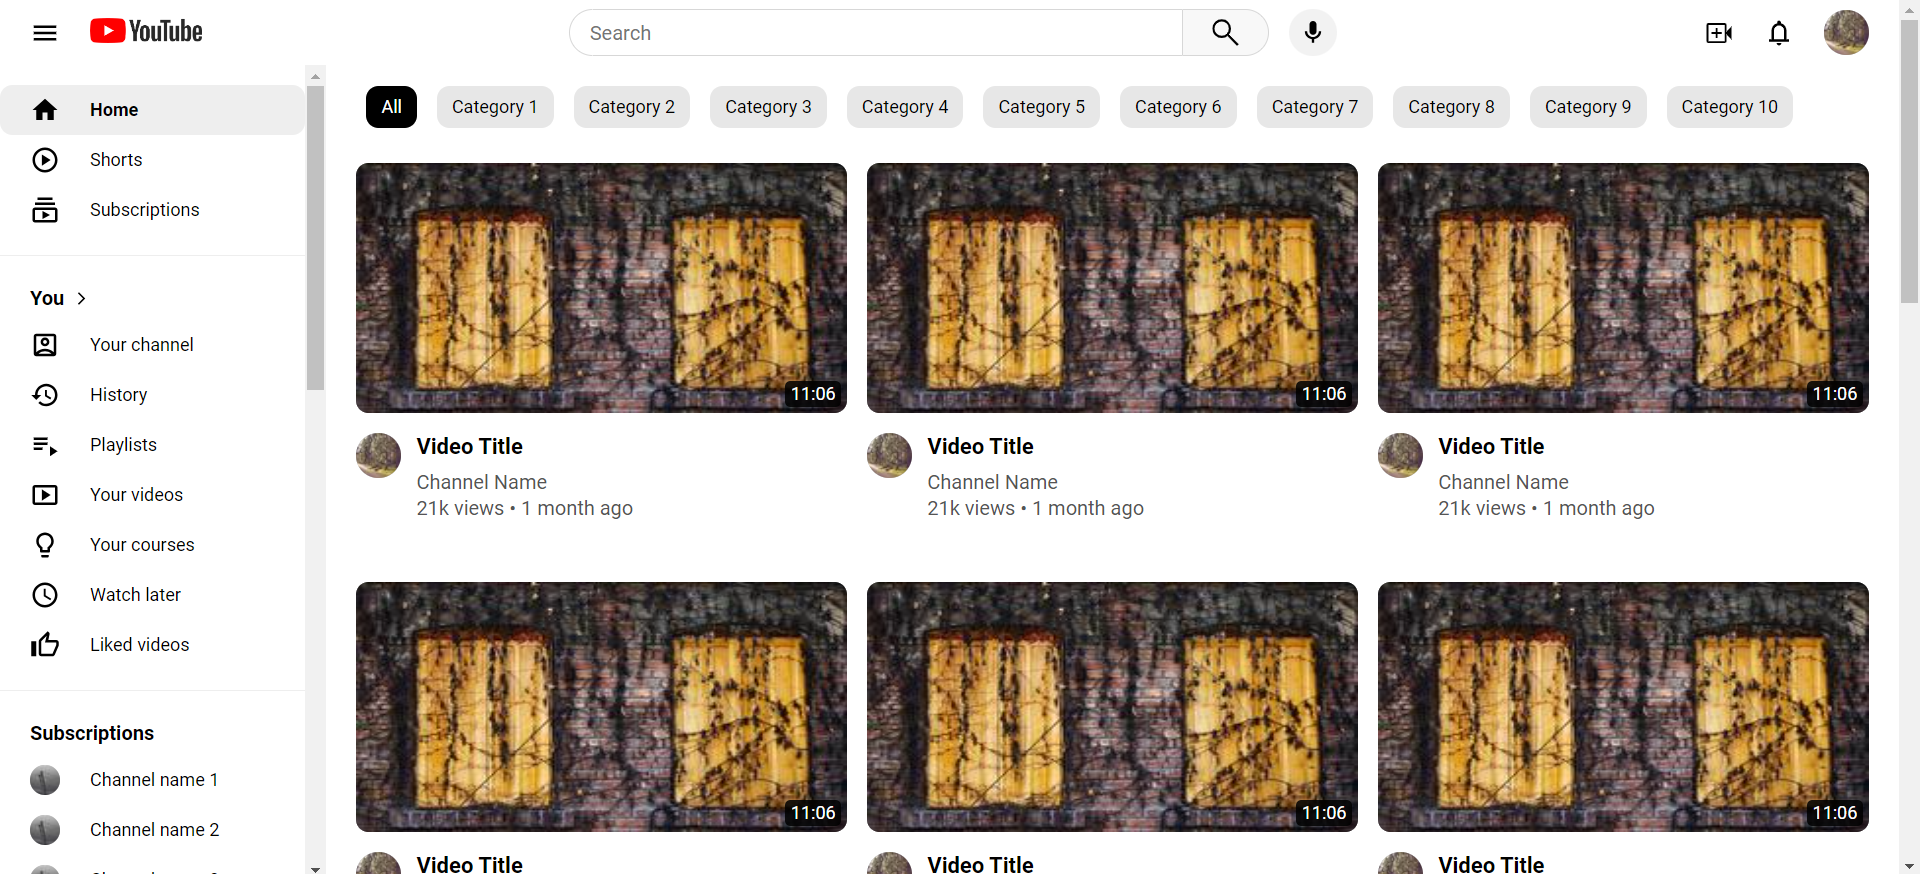 YouTube
Search
All
Category 1
Category 2
Category 3
Category 4
Category 5
Category 6
Category 7
Category 8
Category 9
Category 10
Home
Shorts
Subscriptions
You
Your channel
History
Playlists
Your videos
Your courses
Watch later
Liked videos
Subscriptions
Channel name 1
Channel name 2
11:06
11:06
11:06
Video Title
Channel Name
21k views • 1 month ago
Video Title
Channel Name
21k views • 1 month ago
Video Title
Channel Name
21k views • 1 month ago
11:06
11:06
11:06
Video Title
Video Title
Video Title